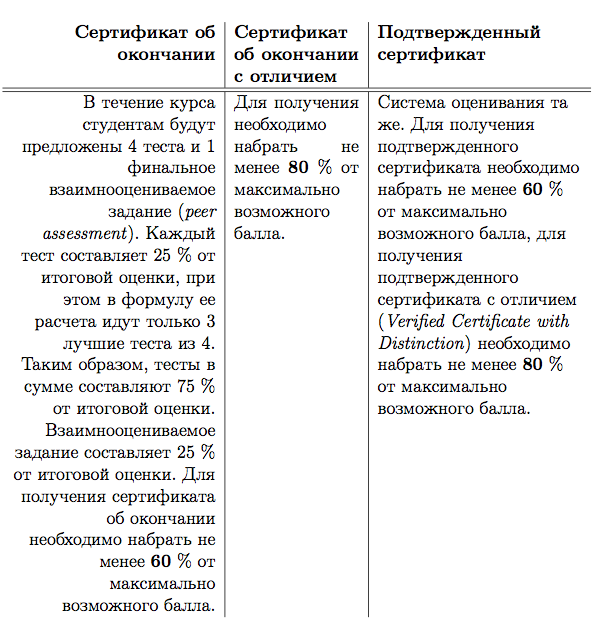 Сертификат об
окончании
Сертификат
об окончании
с отличием
Подтвержденный
сертификат
В течение курса
студентам будут
предложены 4 теста и 1
финальное
взаимнооцениваемое
задание (peer
assessment). Каждый
тест составляет 25 % от
итоговой оценки, при
этом в формулу ее
расчета идут только 3
лучшие теста из 4.
Таким образом, тесты в
сумме составляют 75 %
от итоговой оценки.
Взаимнооцениваемое
задание составляет 25 %
от итоговой оценки. Для
получения сертификата
об окончании
необходимо набрать не
менее 60 % от
максимально
возможного балла.
Для получения
необходимо
набрать не
менее 80 % от
максимально
возможного
балла.
Система оценивания та
же. Для получения
подтвержденного
сертификата необходимо
набрать не менее 60 %
от максимально
возможного балла, для
получения
подтвержденного
сертификата с отличием
(Verified Certificate with
Distinction) необходимо
набрать не менее 80 %
от максимально
возможного балла.